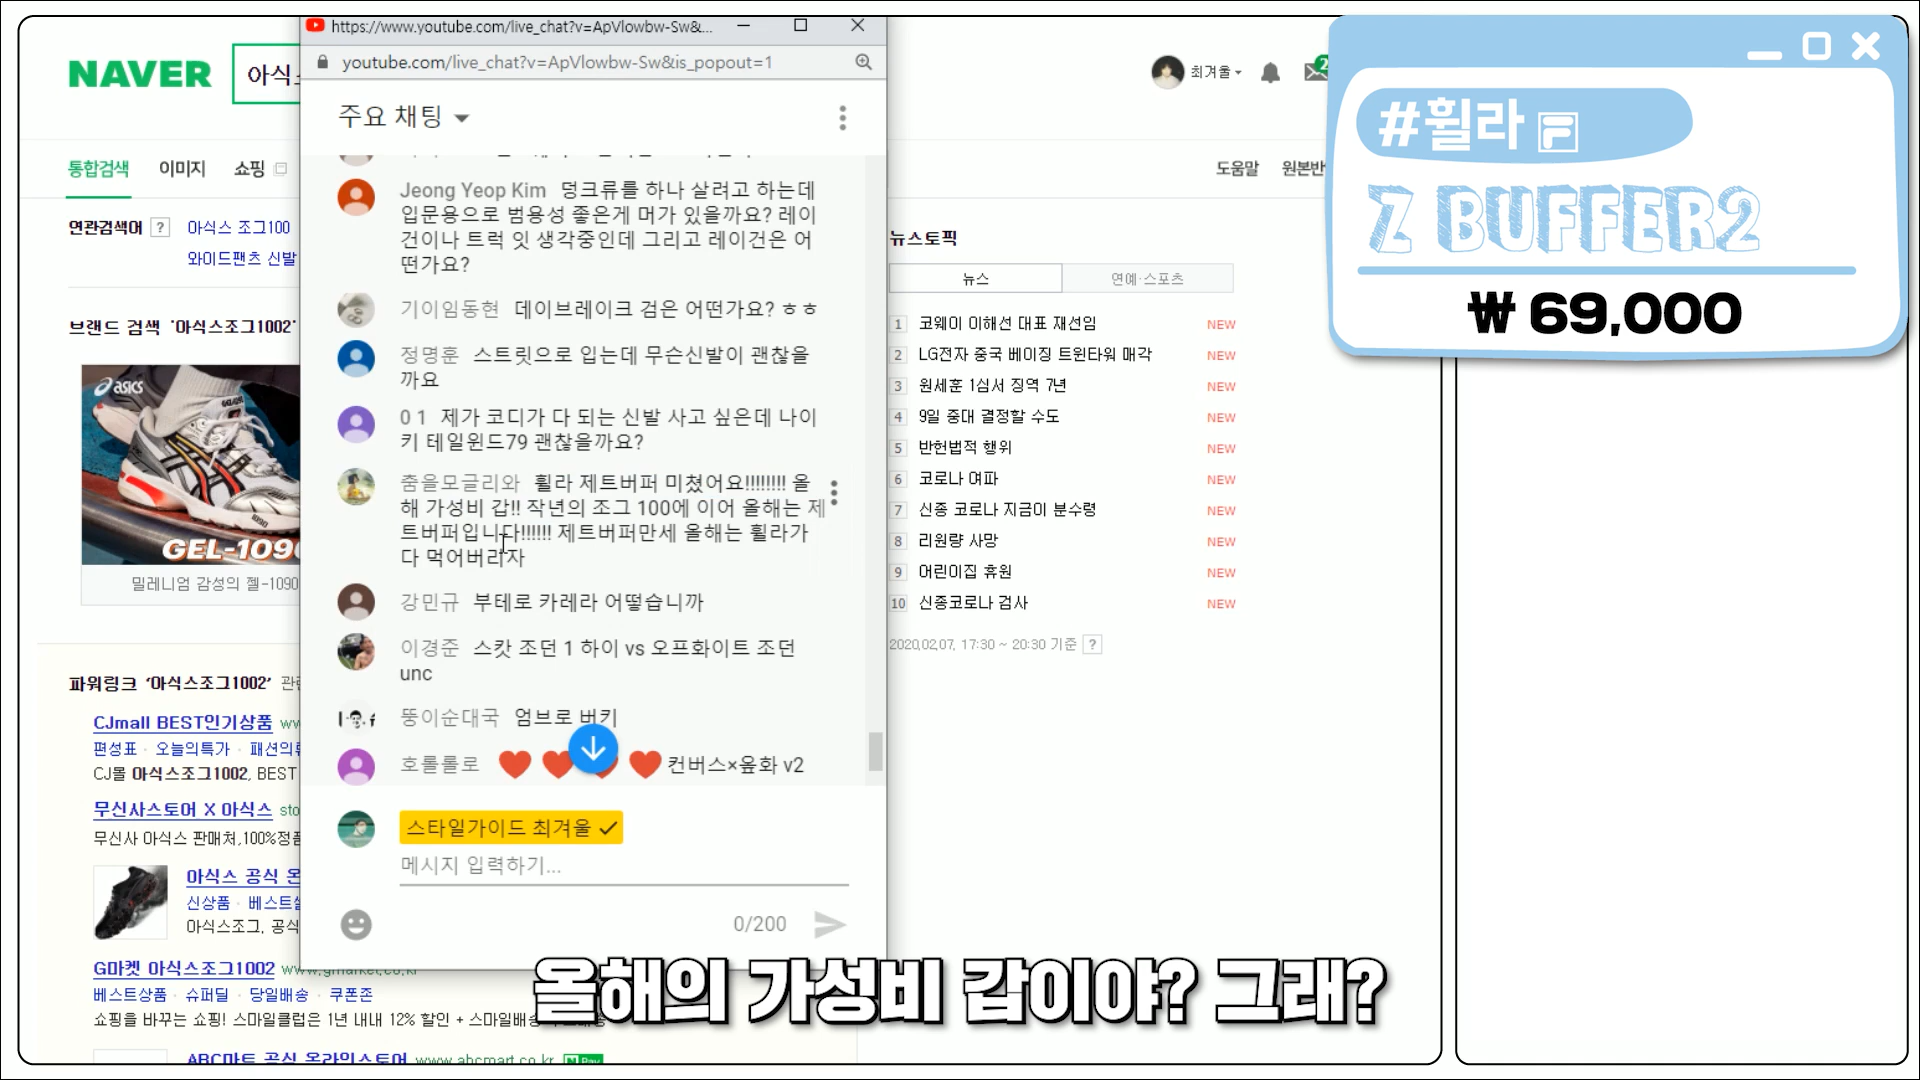 https://www.youtube.com/live_chat?v=ApVlowbw-Sw&...
youtube.com/live_chat?v=ApVlowbw-Sw&is_popout=1
NAVER
아식
최겨울
2
통합검색 이미지 쇼핑
도움말 원본반
연관검색어 ? 아식스 조그100
와이드팬츠 신발
브랜드 검색 '아식스조그1002'
asics
GEL-1090
밀레니엄 감성의 젤-1090
파워링크 '아식스조그1002' 관
CJmall BEST인기상품 ww
편성표 · 오늘의특가 · 패션의
CJ몰 아식스조그1002, BEST
무신사스토어 X 아식스 sto
무신사 아식스 판매처,100%정품
아식스 공식 온
신상품 · 베스트
아식스조그, 공식
G마켓 아식스조그1002 www.gmarket.co.kr
베스트상품 · 슈퍼딜 · 당일배송 · 쿠폰존
쇼핑을 바꾸는 쇼핑! 스마일클럽은 1년 내내 12% 할인 + 스마일배송
ABC마트 공식 온라인스토어 www.abcmart.co.kr N Pay
주요 채팅
Jeong Yeop Kim 덩크류를 하나 살려고 하는데
입문용으로 범용성 좋은게 머가 있을까요? 레이
건이나 트럭 잇 생각중인데 그리고 레이건은 어
떤가요?
기이임동현 데이브레이크 검은 어떤가요? ㅎㅎ
정명훈 스트릿으로 입는데 무슨신발이 괜찮을
까요
0 1 제가 코디가 다 되는 신발 사고 싶은데 나이
키 테일윈드79 괜찮을까요?
춤을모글리와 휠라 제트버퍼 미쳤어요!!!!!!!! 올
해 가성비 갑!! 작년의 조그 100에 이어 올해는 제
트버퍼입니다!!!!!! 제트버퍼만세 올해는 휠라가
다 먹어버리자
강민규 부테로 카레라 어떻습니까
이경준 스캇 조던 1 하이 vs 오프화이트 조던
unc
뚱이순대국 엄브로 버키
호롤롤로 ❤ ❤ ❤ ❤ 컨버스×윺화 v2
스타일가이드 최겨울
메시지 입력하기...
0/200
뉴스토픽
뉴스 연예·스포츠
1 코웨이 이해선 대표 재선임 NEW
2 LG전자 중국 베이징 트윈타워 매각 NEW
3 원세훈 1심서 징역 7년 NEW
4 9일 중대 결정할 수도 NEW
5 반헌법적 행위 NEW
6 코로나 여파 NEW
7 신종 코로나 지금이 분수령 NEW
8 리원량 사망 NEW
9 어린이집 휴원 NEW
10 신종코로나 검사 NEW
2020.02.07. 17:30 ~ 20:30 기준 ?
#휠라 F
Z BUFFER2
₩ 69,000
올해의 가성비 갑이야? 그래?